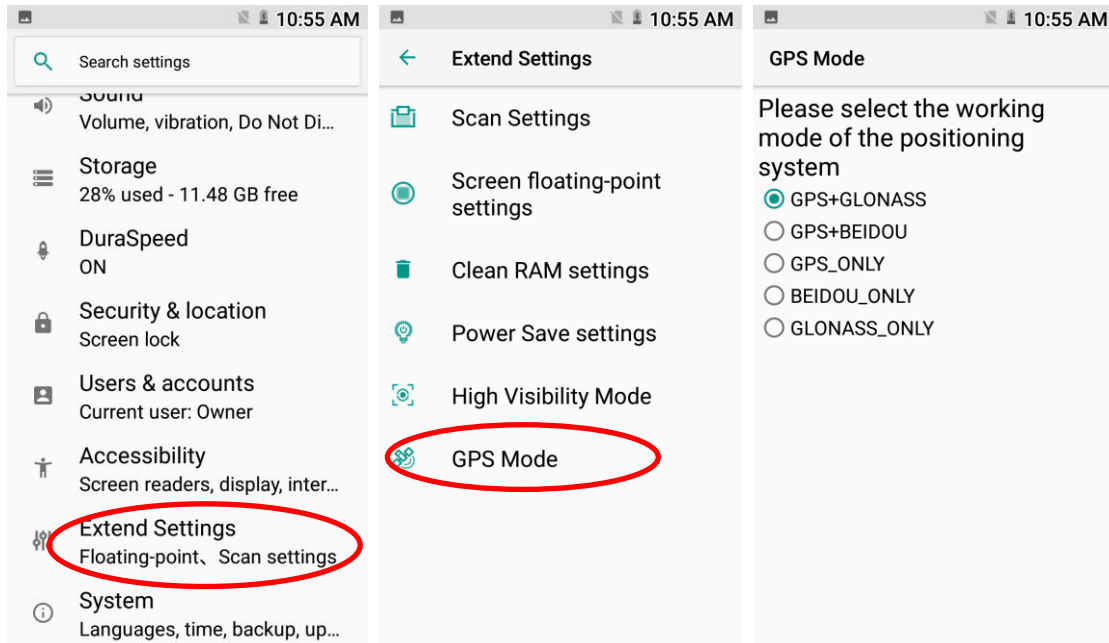 10:55 AM
Search settings
Sound
Volume, vibration, Do Not Di...
Storage
28% used - 11.48 GB free
DuraSpeed
ON
Security & location
Screen lock
Users & accounts
Current user: Owner
Accessibility
Screen readers, display, inter...
Extend Settings
Floating-point、Scan settings
System
Languages, time, backup, up...
10:55 AM
Extend Settings
Scan Settings
Screen floating-point
settings
Clean RAM settings
Power Save settings
High Visibility Mode
GPS Mode
10:55 AM
GPS Mode
Please select the working
mode of the positioning
system
GPS+GLONASS
GPS+BEIDOU
GPS_ONLY
BEIDOU_ONLY
GLONASS_ONLY